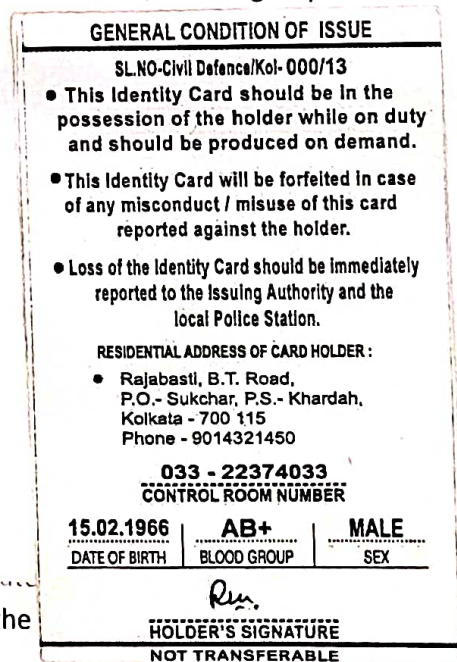 GENERAL CONDITION OF ISSUE
SL.NO-Civil Defence/Kol- 000/13
• This Identity Card should be in the
possession of the holder while on duty
and should be produced on demand.
• This Identity Card will be forfeited in case
of any misconduct / misuse of this card
reported against the holder.
• Loss of the Identity Card should be immediately
reported to the Issuing Authority and the
local Police Station.
RESIDENTIAL ADDRESS OF CARD HOLDER :
• Rajabasti, B.T. Road,
P.O.- Sukchar, P.S.- Khardah,
Kolkata - 700 115
Phone - 9014321450
033 - 22374033
CONTROL ROOM NUMBER
15.02.1966 AB+ MALE
DATE OF BIRTH BLOOD GROUP SEX
he
HOLDER'S SIGNATURE
NOT TRANSFERABLE